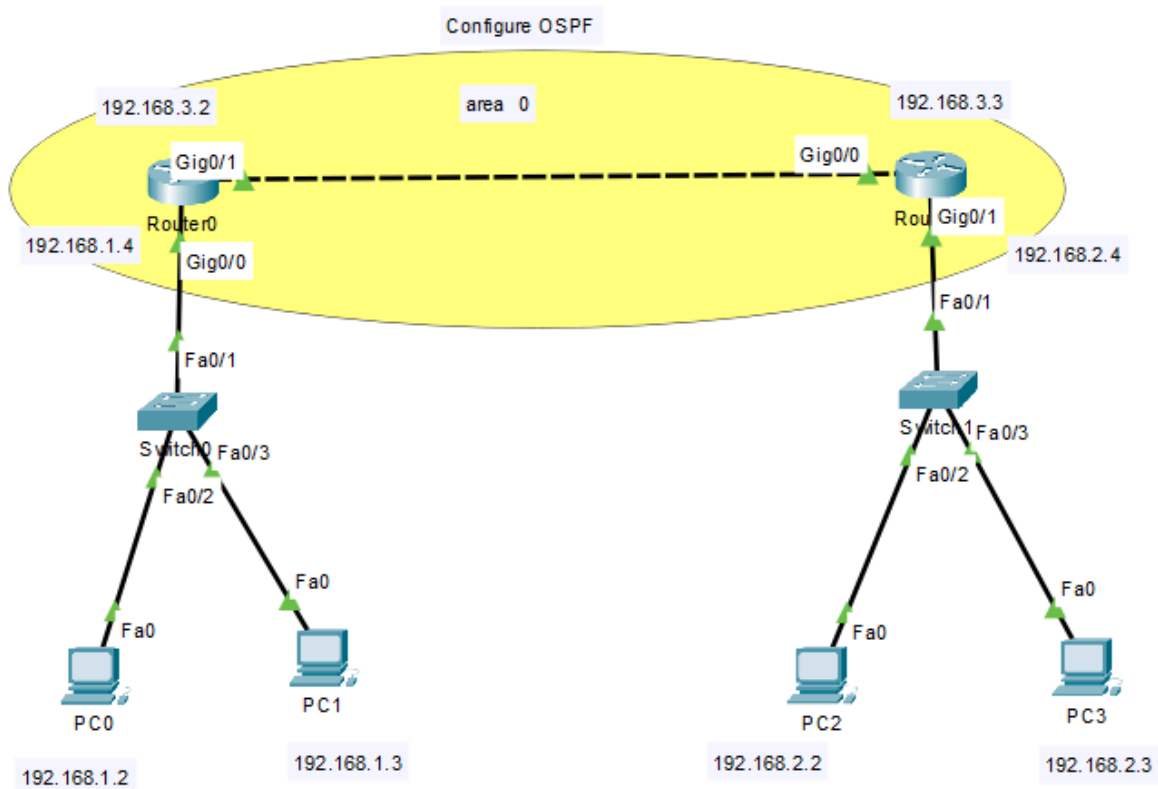 Configure OSPF
192.168.3.2
area 0
192.168.3.3
Gig0/1
Gig0/0
Router0
Rou
Gig0/1
192.168.1.4
Gig0/0
192.168.2.4
Fa0/1
Fa0/1
Switch0
Fa0/3
Fa0/2
Switch1
Fa0/3
Fa0/2
Fa0
Fa0
Fa0
Fa0
PC0
PC1
PC2
PC3
192.168.1.2
192.168.1.3
192.168.2.2
192.168.2.3